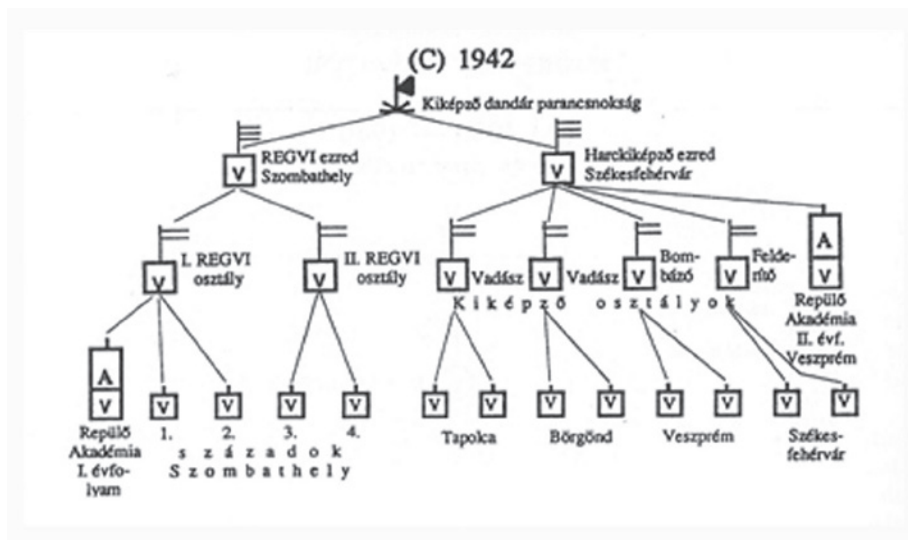 (C) 1942
Kiképző dandár parancsnokság
REGVI ezred
Szombathely
V
Harckiképző ezred
Székesfehérvár
V
I. REGVI
osztály
V
II. REGVI
osztály
V
V Vadász
V Vadász
V Bom-
bázó
V Felde-
rítő
Kiképző osztályok
A
V
Repülő
Akadémia
II. évf.
Veszprém
A
V
Repülő
Akadémia
I. évfo-
lyam
V V V V
1. 2. 3. 4.
századok
Szombathely
V V
Tapolca
V V
Börgönd
V V
Veszprém
V V
Székes-
fehérvár